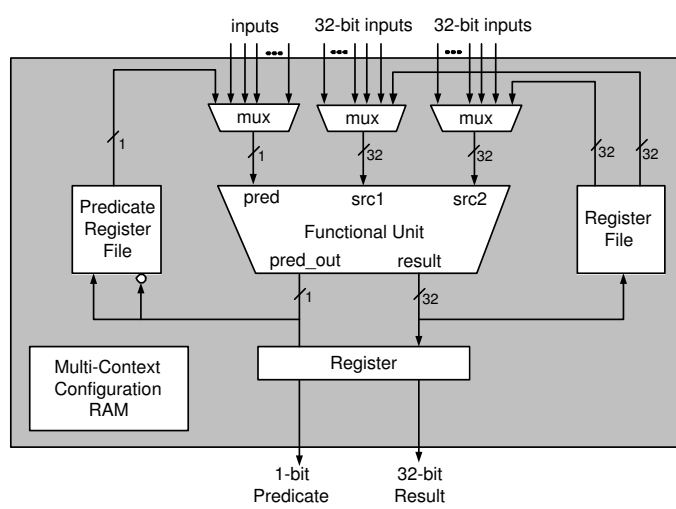 inputs
32-bit inputs
32-bit inputs
mux
mux
mux
1
1
32
32
32
32
Predicate
Register
File
pred
src1
src2
Functional Unit
pred_out
result
Register
File
1
32
Multi-Context
Configuration
RAM
Register
1-bit
Predicate
32-bit
Result